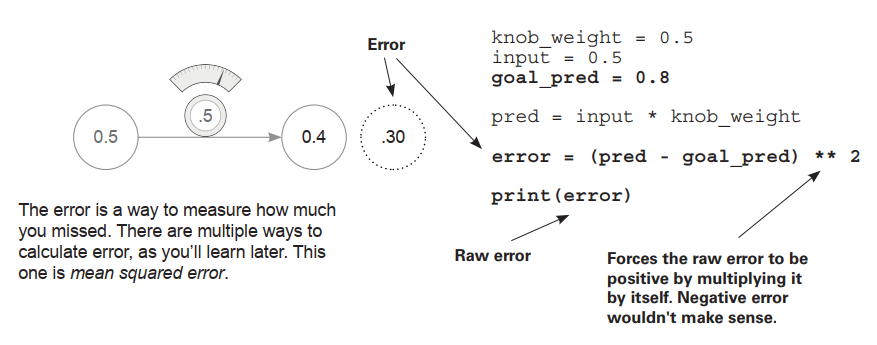 Error
.5
0.5
0.4
.30
The error is a way to measure how much
you missed. There are multiple ways to
calculate error, as you'll learn later. This
one is mean squared error.
knob_weight = 0.5
input = 0.5
goal_pred = 0.8
pred = input * knob_weight
error = (pred - goal_pred) ** 2
print(error)
Raw error
Forces the raw error to be
positive by multiplying it
by itself. Negative error
wouldn't make sense.